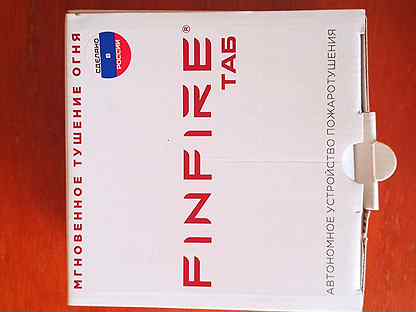 МГНОВЕННОЕ ТУШЕНИЕ ОГНЯ
СДЕЛАНО
В
РОССИИ
FINFIRE®
ТАБ
АВТОНОМНОЕ УСТРОЙСТВО ПОЖАРОТУШЕНИЯ